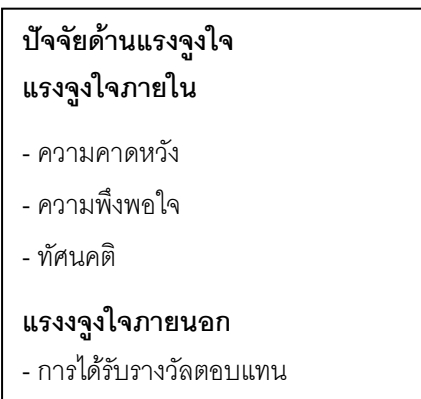 ปัจจัยด้านแรงจูงใจ
แรงจูงใจภายใน
- ความคาดหวัง
- ความพึงพอใจ
- ทัศนคติ
แรงงจูงใจภายนอก
- การได้รับรางวัลตอบแทน